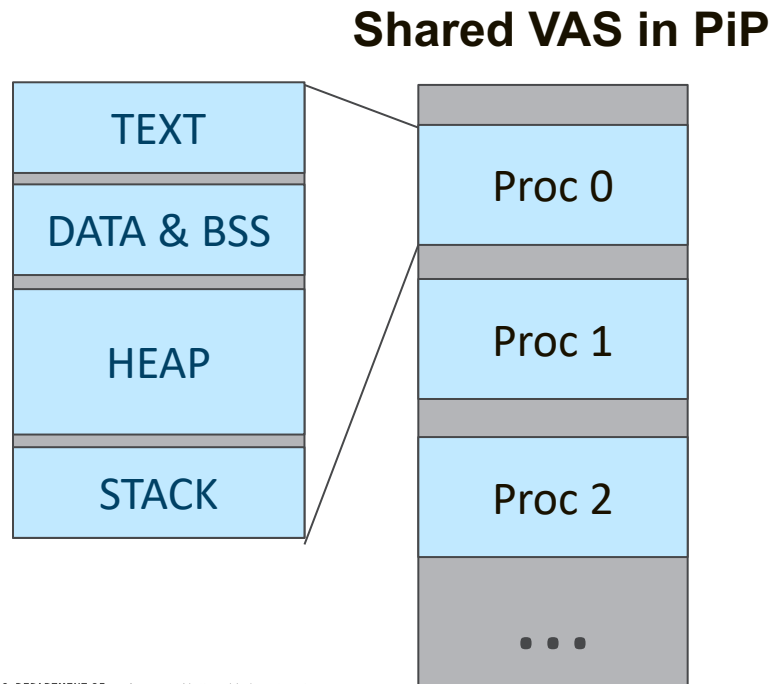 Shared VAS in PiP
TEXT
DATA & BSS
HEAP
STACK
Proc 0
Proc 1
Proc 2
...